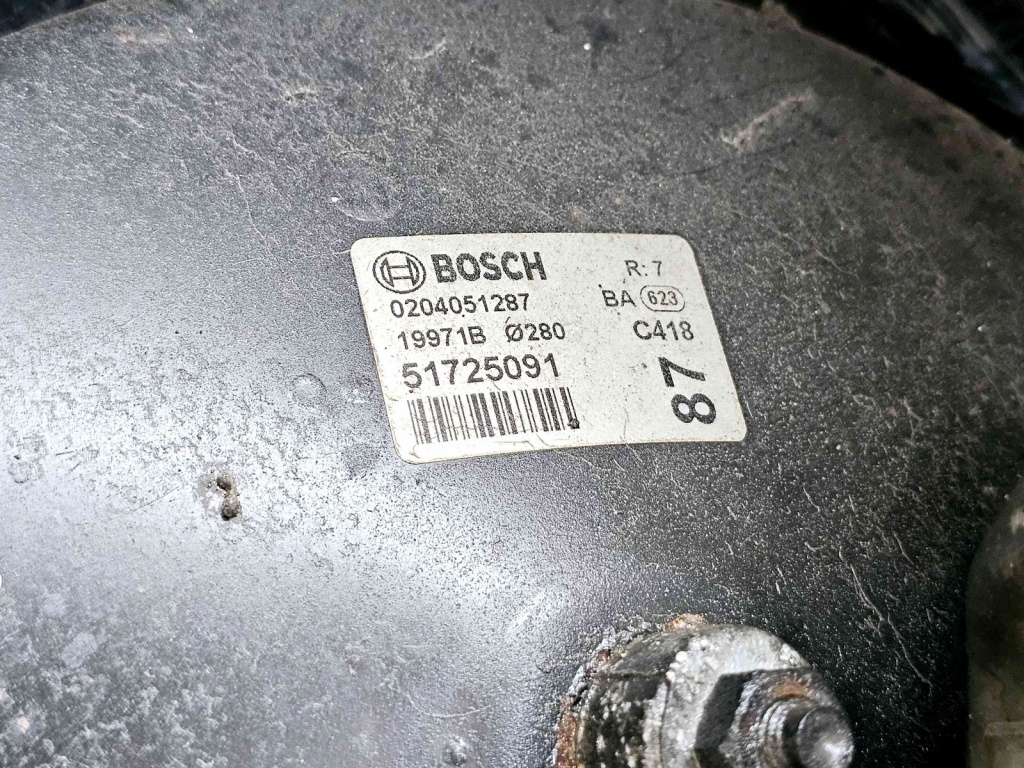 BOSCH R: 7
0204051287 BA 623
19971B Ø280 C418
51725091
87